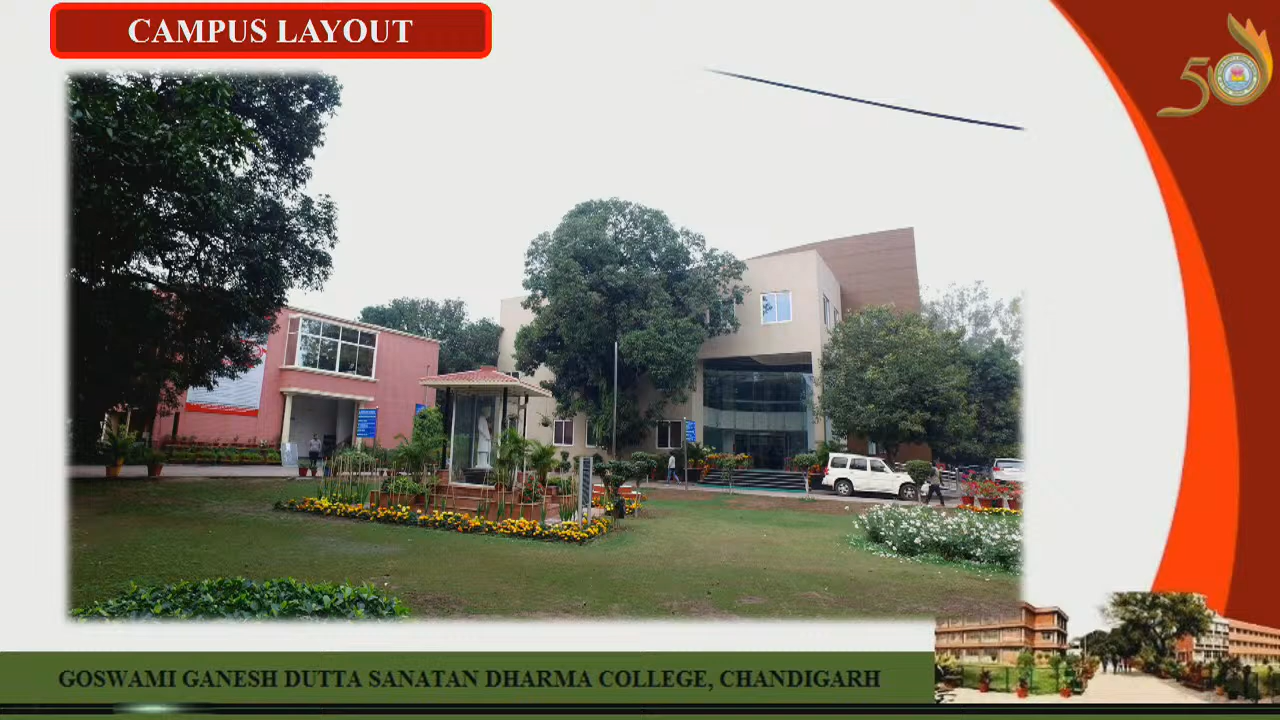 CAMPUS LAYOUT
50
GOSWAMI GANESH DUTTA SANATAN DHARMA COLLEGE, CHANDIGARH